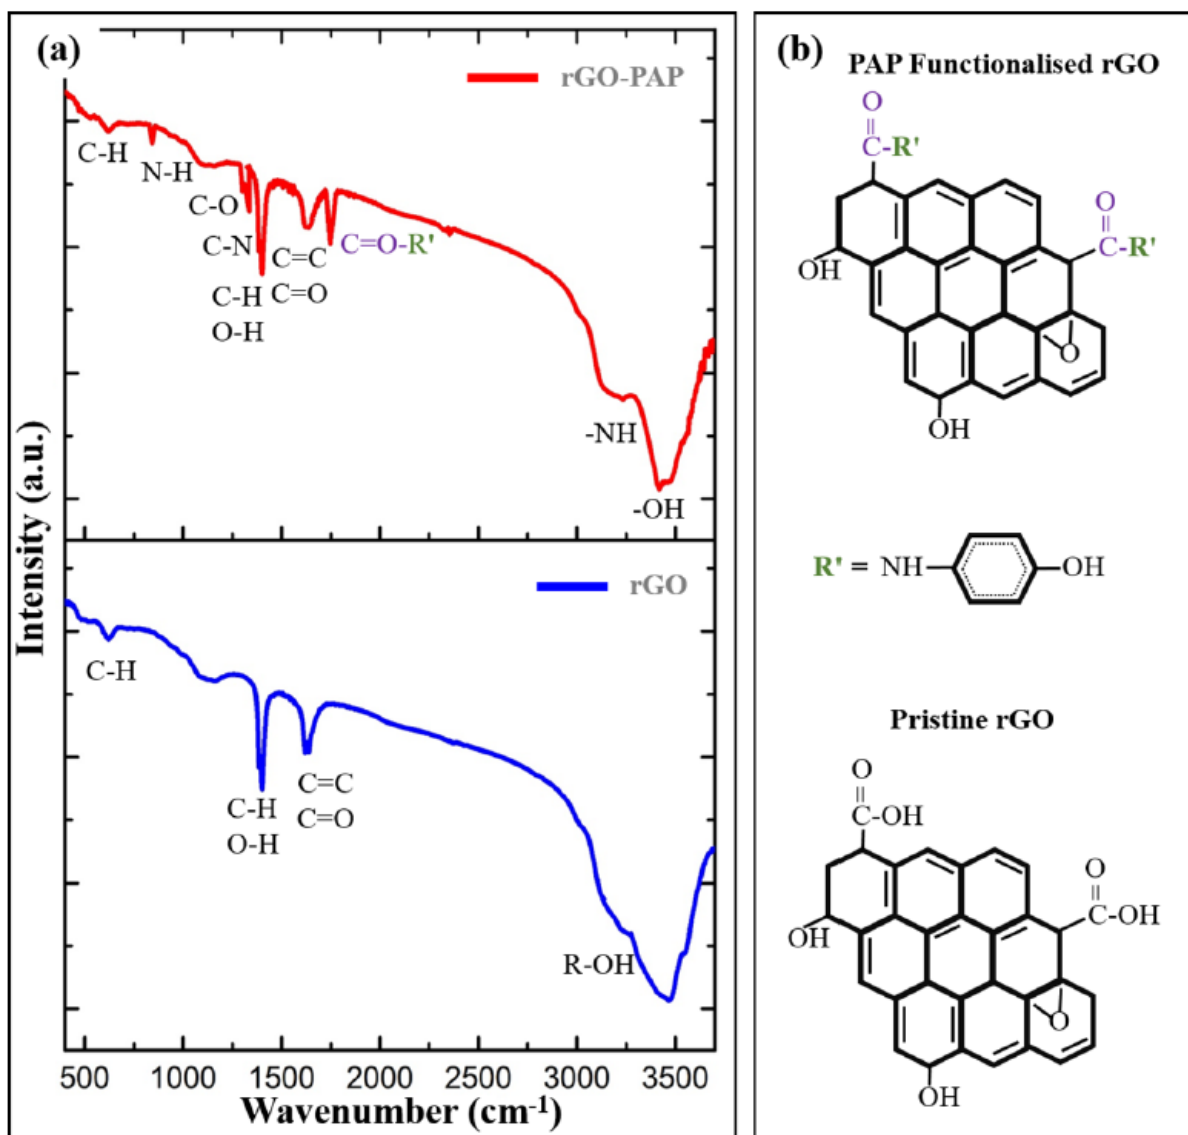 (a)
rGO-PAP
C-H
N-H
C-O
C-N
C-H
O-H
C=C
C=O
C=O-R'
-NH
-OH
rGO
C-H
C-H
O-H
C=C
C=O
R-OH
Intensity (a.u.)
500 1000 1500 2000 2500 3000 3500
Wavenumber (cm⁻¹)
(b)
PAP Functionalised rGO
O
C-R'
O
C-R'
OH
O
OH
R' = NH OH
Pristine rGO
O
C-OH
O
C-OH
OH
O
OH